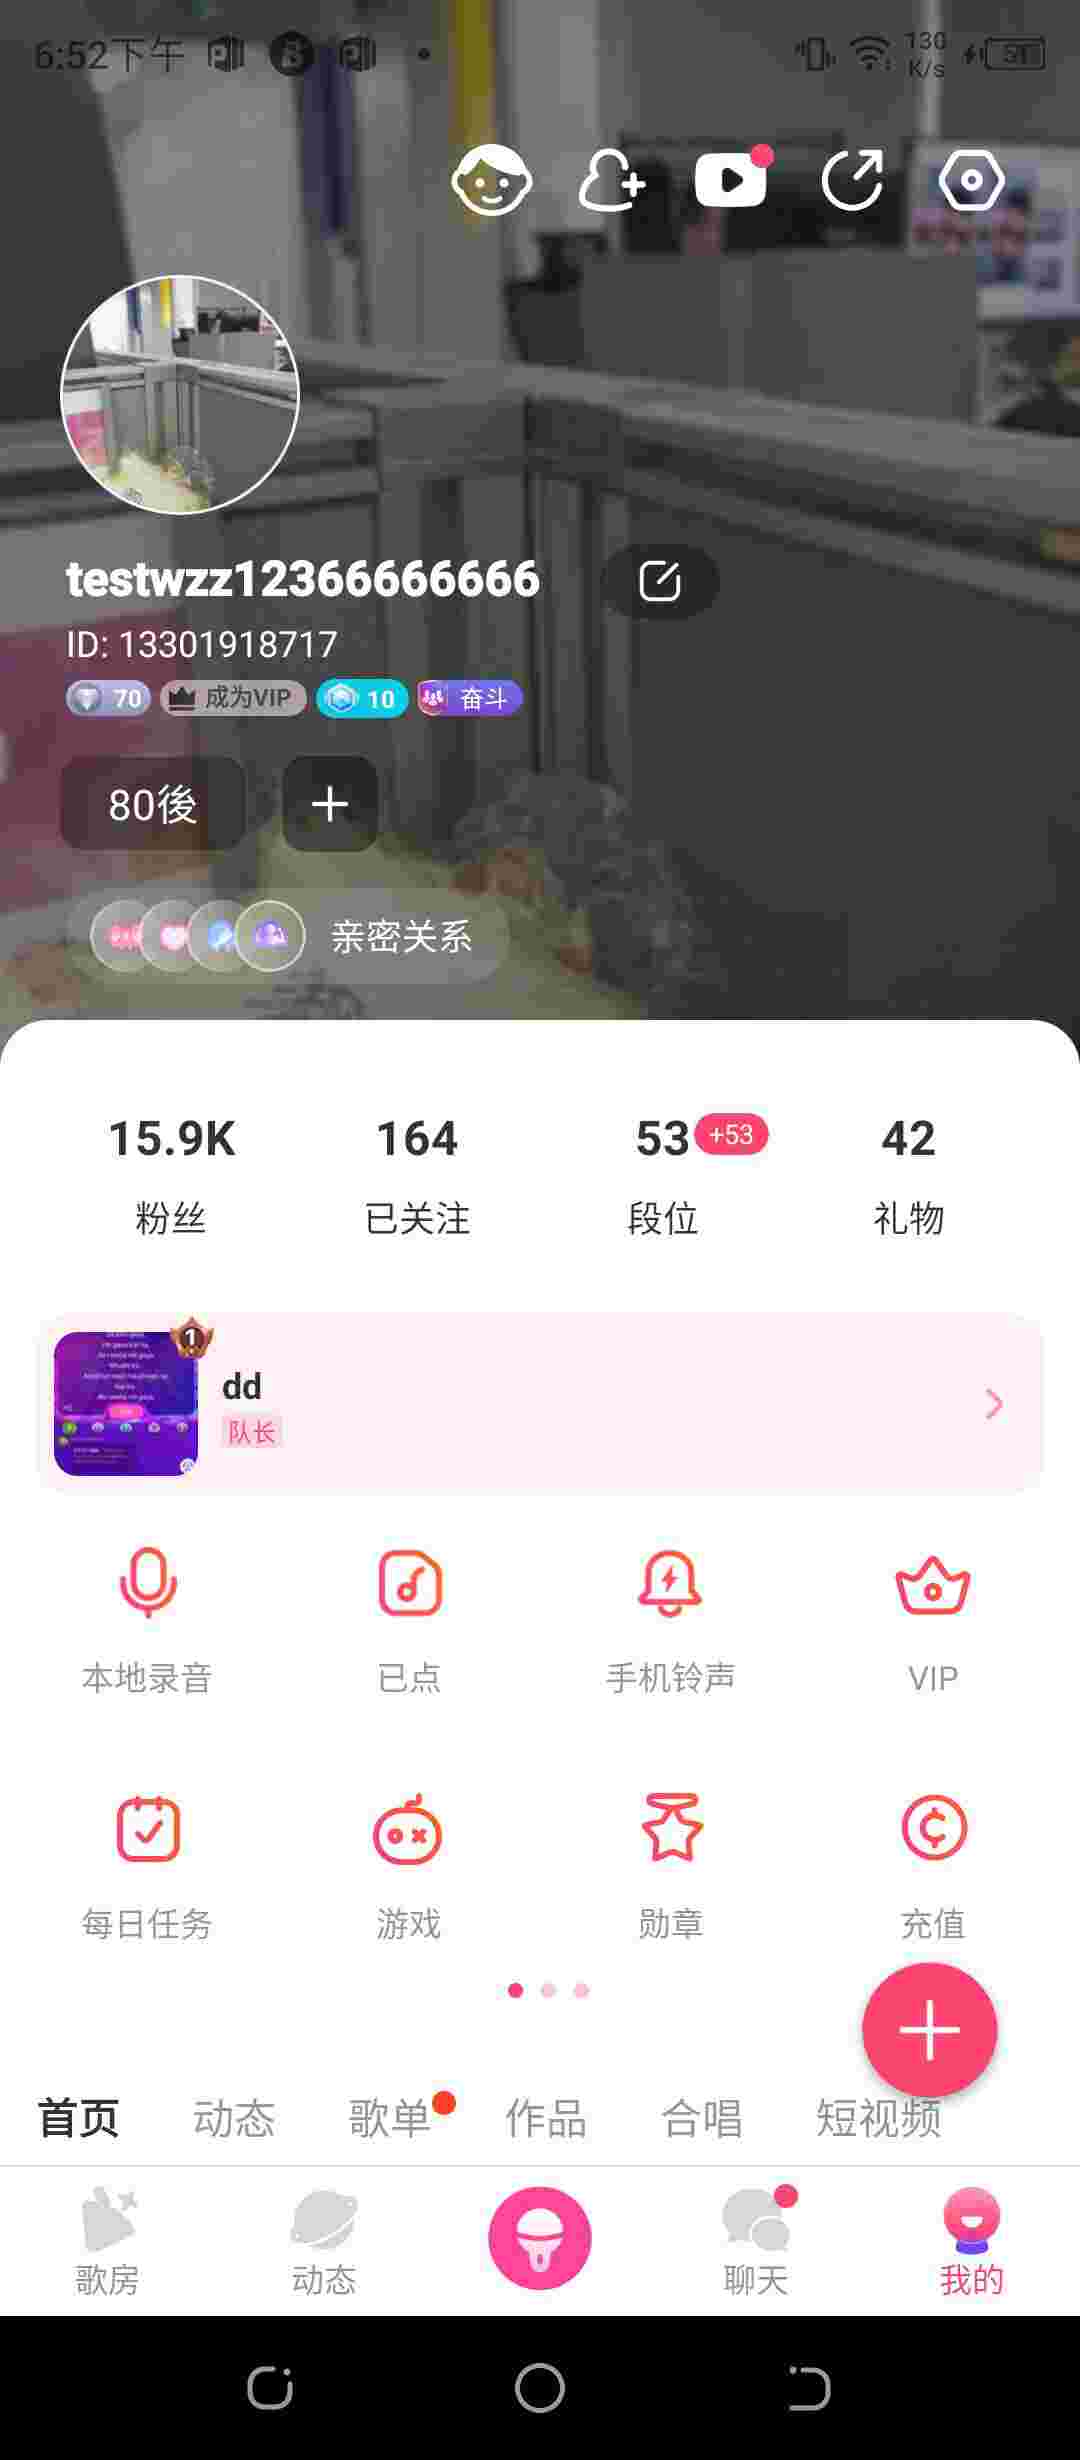 6:52下午
130
K/s
51
testwzz12366666666
ID: 13301918717
70
成为VIP
10
奋斗
80後
亲密关系
15.9K
164
53
+53
42
粉丝
已关注
段位
礼物
1
dd
队长
本地录音
已点
手机铃声
VIP
每日任务
游戏
勋章
充值
首页
动态
歌单
作品
合唱
短视频
歌房
动态
聊天
我的